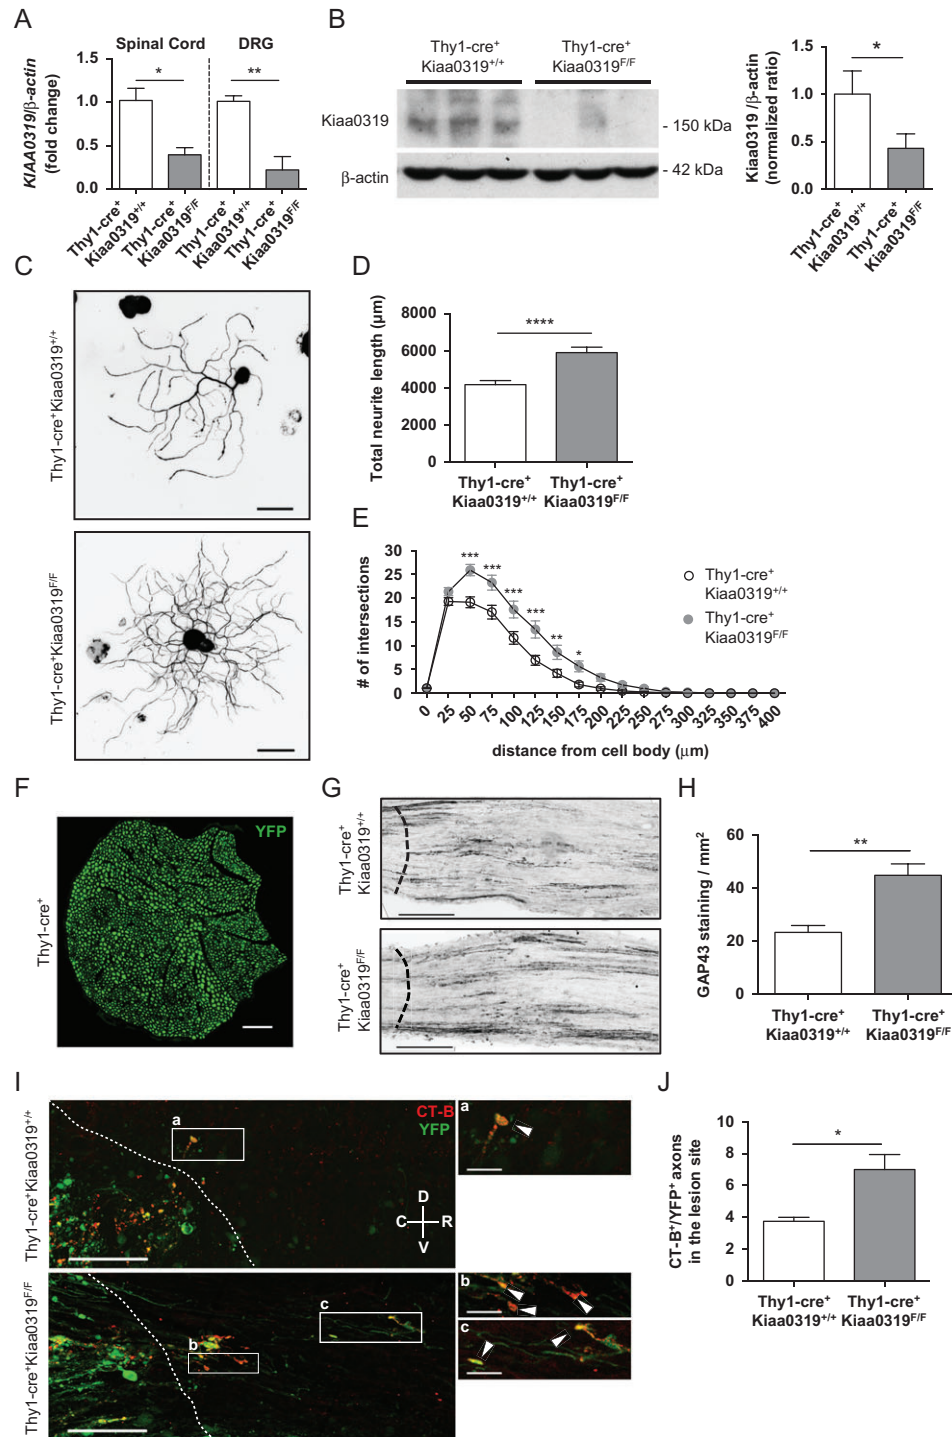 A
Spinal Cord DRG
KIAA0319/β-actin
(fold change)
1.5
1.0
0.5
0.0
* **
Thy1-cre⁺
Kiaa0319⁺/⁺
Thy1-cre⁺
Kiaa0319F/F
Thy1-cre⁺
Kiaa0319⁺/⁺
Thy1-cre⁺
Kiaa0319F/F
B
Thy1-cre⁺
Kiaa0319⁺/⁺
Thy1-cre⁺
Kiaa0319F/F
Kiaa0319
- 150 kDa
β-actin
- 42 kDa
Kiaa0319/β-actin
(normalized ratio)
1.5
1.0
0.5
0.0
*
Thy1-cre⁺
Kiaa0319⁺/⁺
Thy1-cre⁺
Kiaa0319F/F
C
Thy1-cre⁺Kiaa0319⁺/⁺
Thy1-cre⁺Kiaa0319F/F
D
Total neurite length (μm)
8000
6000
4000
2000
0
****
Thy1-cre⁺
Kiaa0319⁺/⁺
Thy1-cre⁺
Kiaa0319F/F
E
# of intersections
30
25
20
15
10
5
0
*** *** *** *** ** *
0 25 50 75 100 125 150 175 200 225 250 275 300 325 350 375 400
distance from cell body (μm)
Thy1-cre⁺
Kiaa0319⁺/⁺
Thy1-cre⁺
Kiaa0319F/F
F
YFP
Thy1-cre⁺
G
Thy1-cre⁺
Kiaa0319⁺/⁺
Thy1-cre⁺
Kiaa0319F/F
H
GAP43 staining / mm²
60
40
20
0
**
Thy1-cre⁺
Kiaa0319⁺/⁺
Thy1-cre⁺
Kiaa0319F/F
I
Thy1-cre⁺Kiaa0319⁺/⁺
Thy1-cre⁺Kiaa0319F/F
CT-B
YFP
a
D
C R
V
a
b
c
b
c
J
CT-B⁺/YFP⁺ axons
in the lesion site
8
6
4
2
0
*
Thy1-cre⁺
Kiaa0319⁺/⁺
Thy1-cre⁺
Kiaa0319F/F